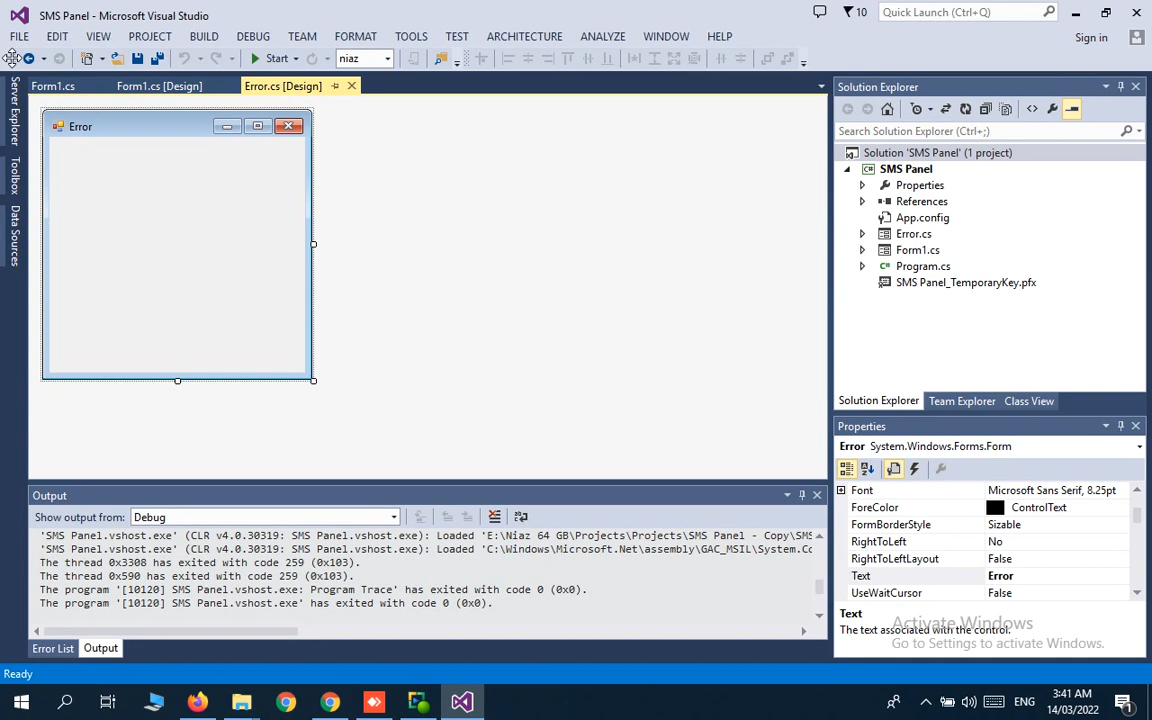 SMS Panel - Microsoft Visual Studio
10
Quick Launch (Ctrl+Q)
FILE EDIT VIEW PROJECT BUILD DEBUG TEAM FORMAT TOOLS TEST ARCHITECTURE ANALYZE WINDOW HELP
Sign in
Start
niaz
Server Explorer
Toolbox
Data Sources
Form1.cs
Form1.cs [Design]
Error.cs [Design]
Error
Solution Explorer
Search Solution Explorer (Ctrl+;)
Solution 'SMS Panel' (1 project)
SMS Panel
Properties
References
App.config
Error.cs
Form1.cs
Program.cs
SMS Panel_TemporaryKey.pfx
Solution Explorer Team Explorer Class View
Properties
Error System.Windows.Forms.Form
Font Microsoft Sans Serif, 8.25pt
ForeColor ControlText
FormBorderStyle Sizable
RightToLeft No
RightToLeftLayout False
Text Error
UseWaitCursor False
Text
The text associated with the control.
Activate Windows
Go to Settings to activate Windows.
Output
Show output from: Debug
'SMS Panel.vshost.exe' (CLR v4.0.30319: SMS Panel.vshost.exe): Loaded 'E:\Niaz 64 GB\Projects\Projects\SMS Panel - Copy\SMS
'SMS Panel.vshost.exe' (CLR v4.0.30319: SMS Panel.vshost.exe): Loaded 'C:\Windows\Microsoft.Net\assembly\GAC_MSIL\System.Co
The thread 0x3308 has exited with code 259 (0x103).
The thread 0x590 has exited with code 259 (0x103).
The program '[10120] SMS Panel.vshost.exe: Program Trace' has exited with code 0 (0x0).
The program '[10120] SMS Panel.vshost.exe' has exited with code 0 (0x0).
Error List Output
Ready
ENG
3:41 AM
14/03/2022
1